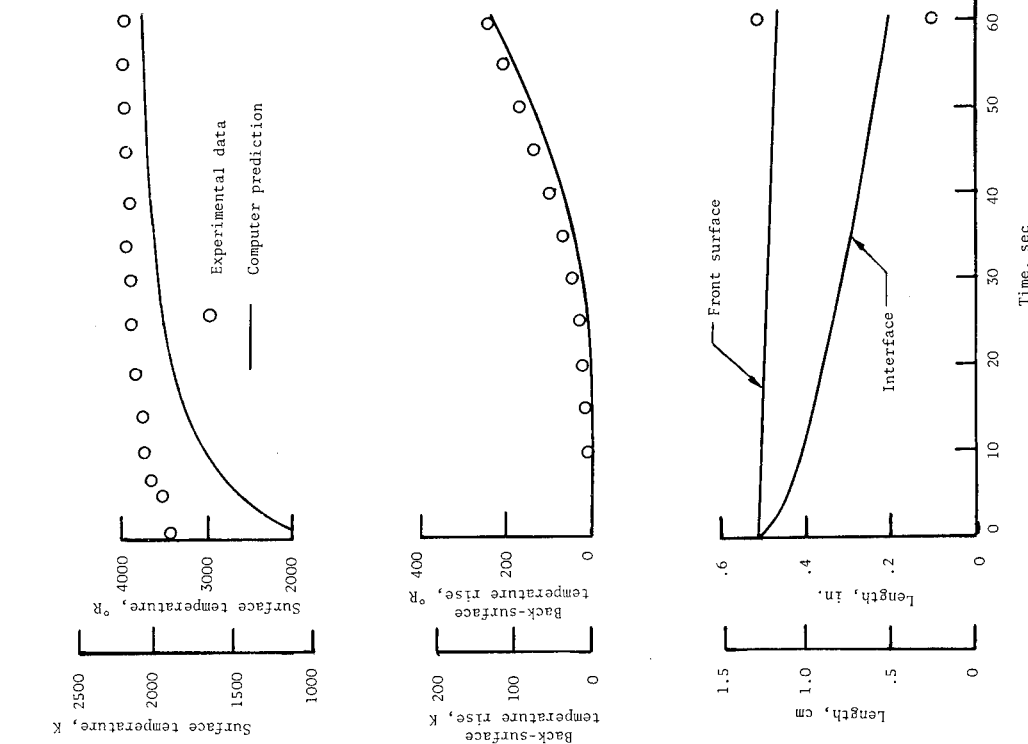 2500
2000
1500
1000
Surface temperature, K
4000
3000
2000
Surface temperature, °R
Experimental data
Computer prediction
200
100
0
Back-surface
temperature rise, K
400
200
0
Back-surface
temperature rise, °R
1.5
1.0
.5
0
Length, cm
.6
.4
.2
0
Length, in.
Front surface
Interface
0
10
20
30
40
50
60
Time, sec